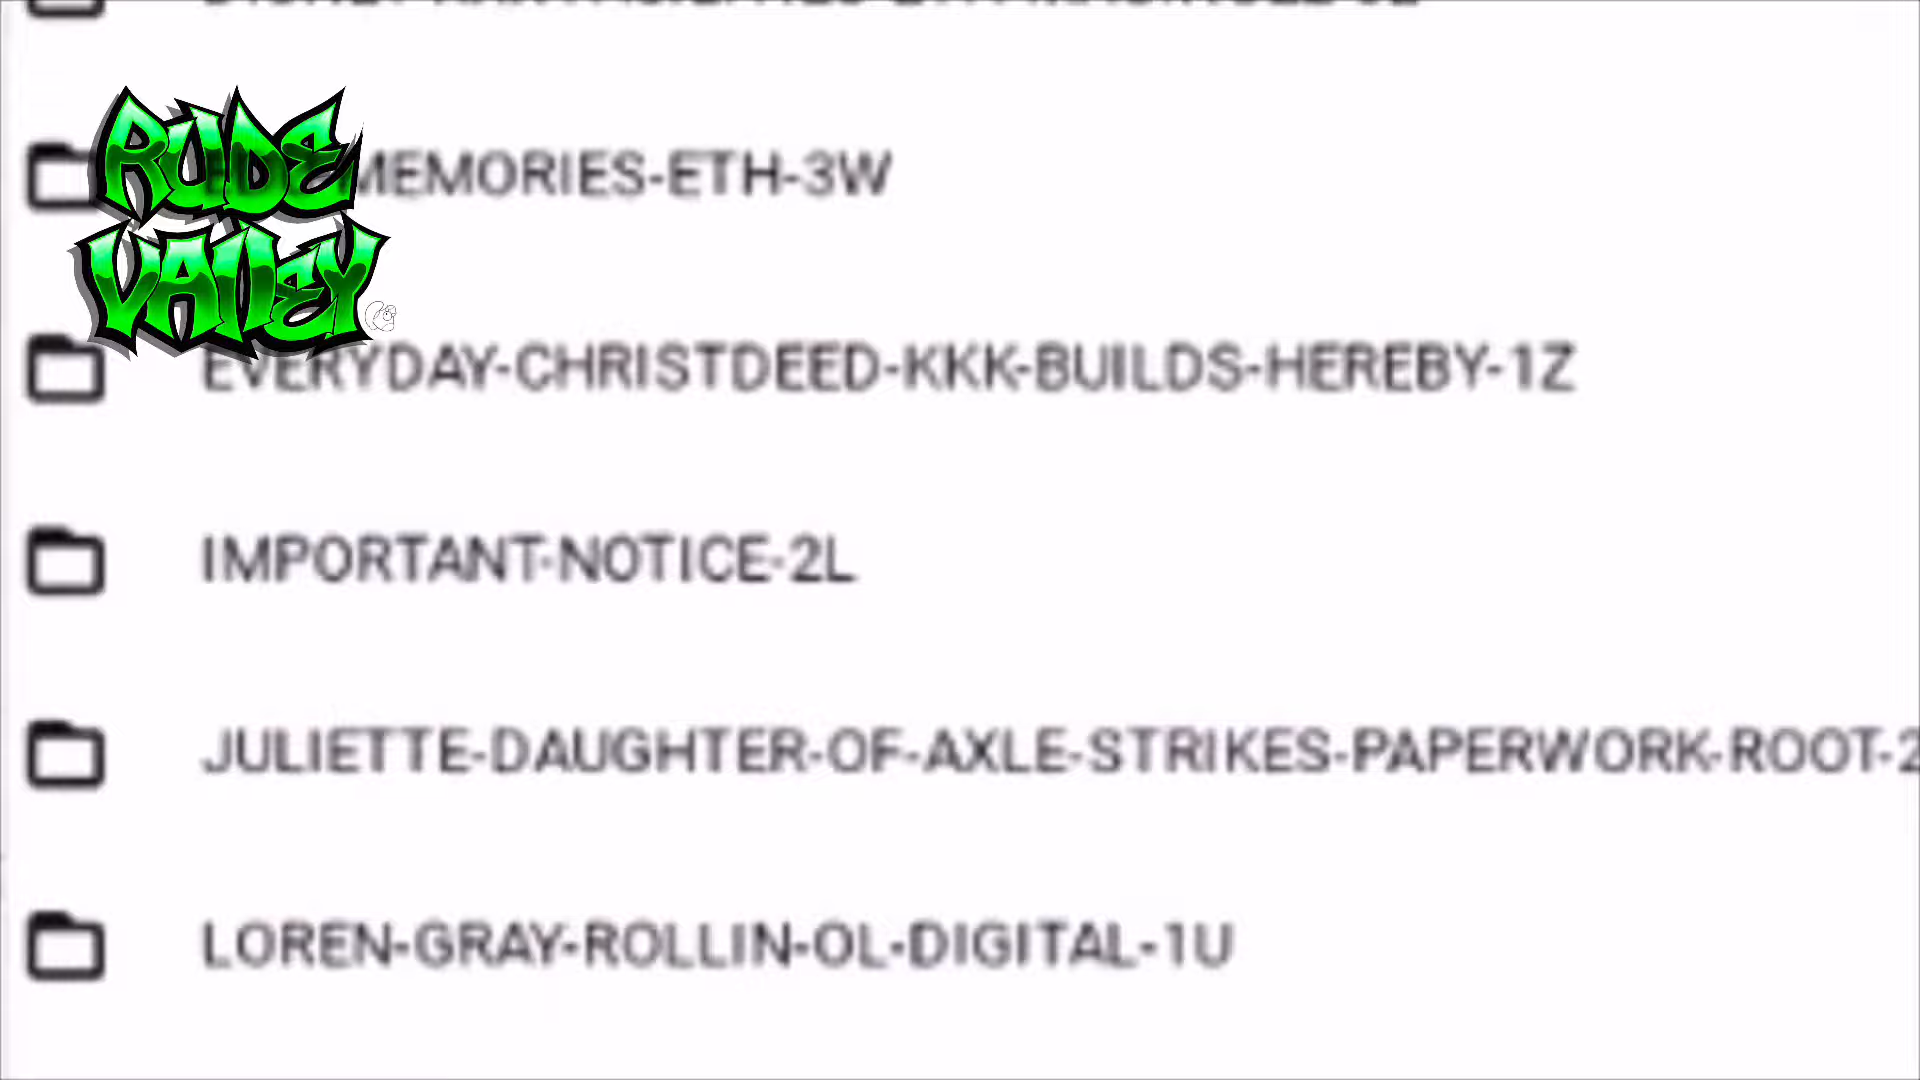 RUDE
VALLEY
MEMORIES-ETH-3W
EVERYDAY-CHRISTDEED-KKK-BUILDS-HEREBY-1Z
IMPORTANT-NOTICE-2L
JULIETTE-DAUGHTER-OF-AXLE-STRIKES-PAPERWORK-ROOT-2
LOREN-GRAY-ROLLIN-OL-DIGITAL-1U